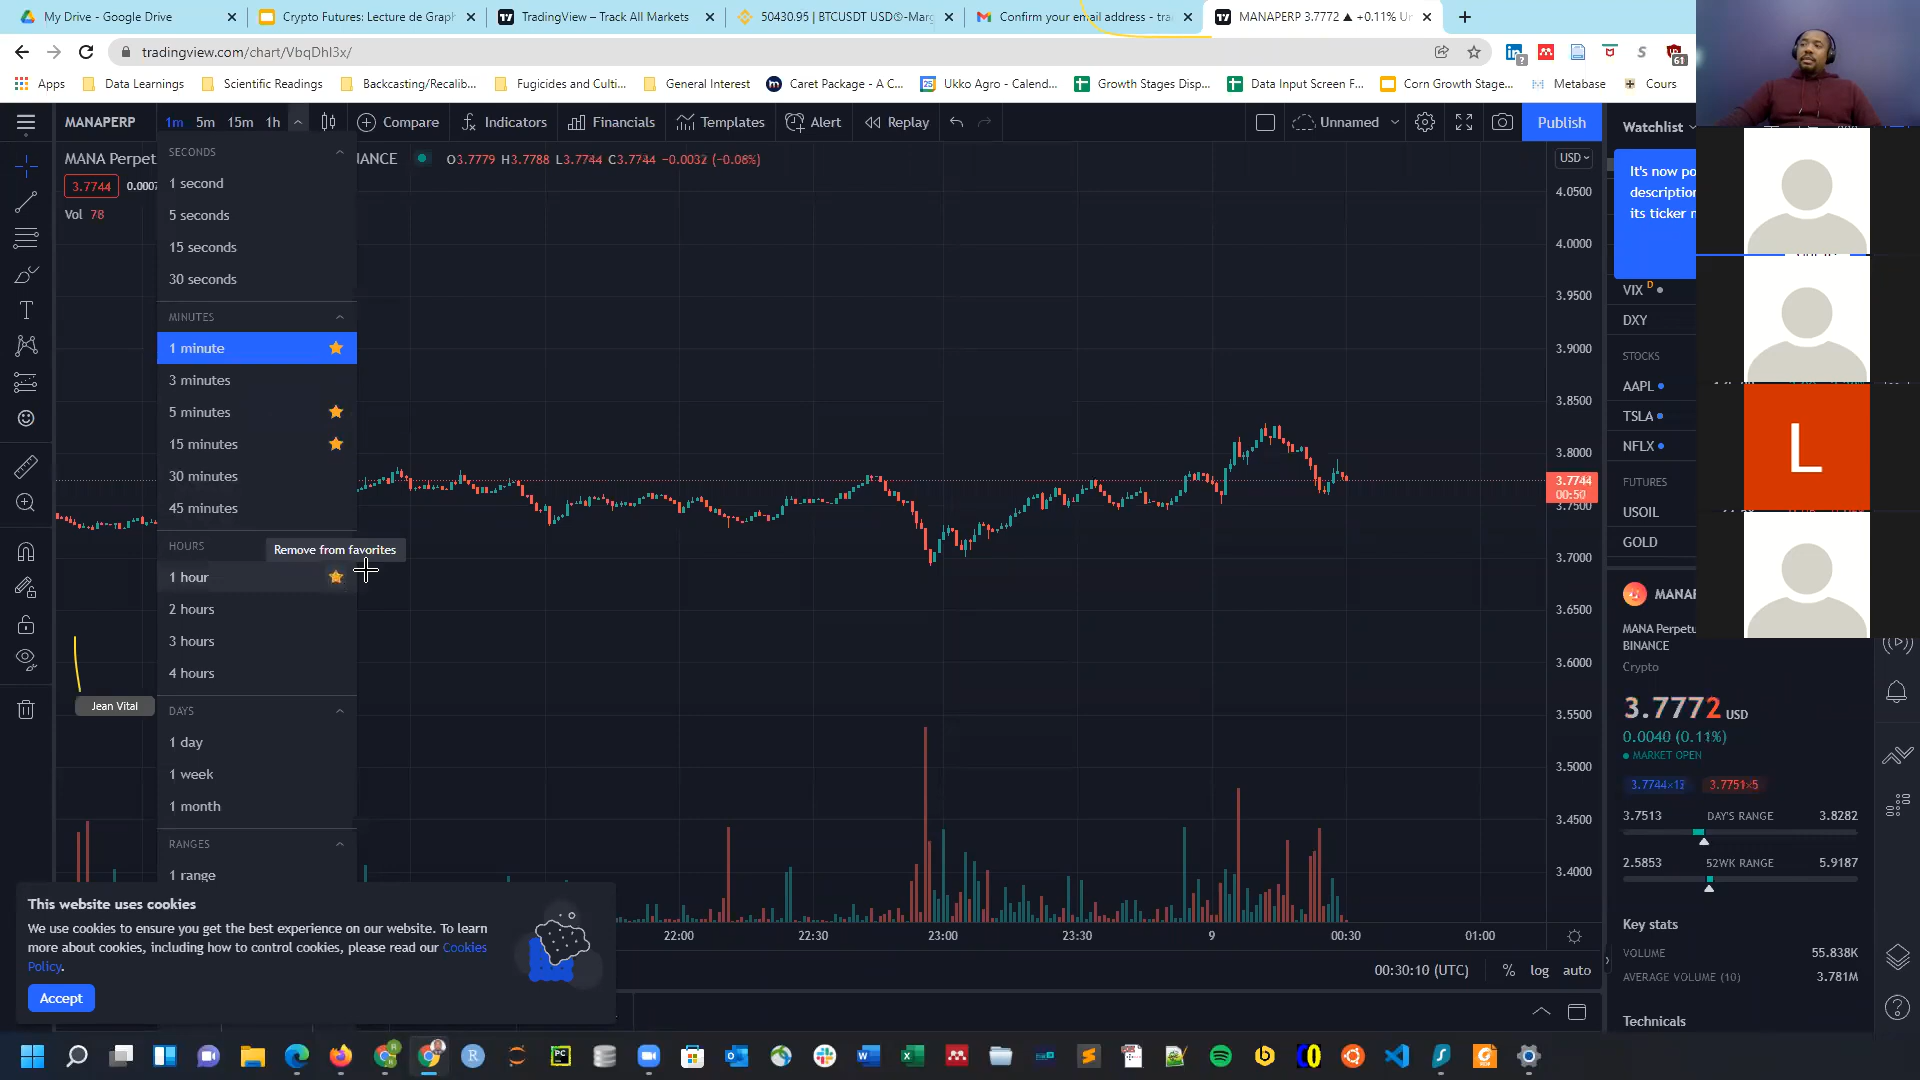 My Drive - Google Drive
Crypto Futures: Lecture de Graph
TradingView – Track All Markets
50430.95 | BTCUSDT USDⓈ-Mar
Confirm your email address - tra
MANAPERP 3.7772 ▲ +0.11% Un
tradingview.com/chart/VbqDhI3x/
Apps
Data Learnings
Scientific Readings
Backcasting/Recalib...
Fugicides and Culti...
General Interest
Caret Package - A C...
Ukko Agro - Calend...
Growth Stages Disp...
Data Input Screen F...
Corn Growth Stage...
Metabase
Cours
MANAPERP
1m
5m
15m
1h
Compare
Indicators
Financials
Templates
Alert
Replay
Unnamed
Publish
Watchlist
MANA Perpet
NANCE
O3.7779 H3.7788 L3.7744 C3.7744 −0.0032 (−0.08%)
3.7744
0.0007
Vol 78
SECONDS
1 second
5 seconds
15 seconds
30 seconds
MINUTES
1 minute
3 minutes
5 minutes
15 minutes
30 minutes
45 minutes
HOURS
Remove from favorites
1 hour
2 hours
3 hours
4 hours
DAYS
1 day
1 week
1 month
RANGES
1 range
Jean Vital
USD
4.0500
4.0000
3.9500
3.9000
3.8500
3.8000
3.7744
00:50
3.7500
3.7000
3.6500
3.6000
3.5500
3.5000
3.4500
3.4000
22:00
22:30
23:00
23:30
9
00:30
01:00
00:30:10 (UTC)
%
log
auto
It's now po
description
its ticker n
VIX D
DXY
STOCKS
AAPL
TSLA
NFLX
FUTURES
USOIL
GOLD
L
MANAP
MANA Perpetu
BINANCE
Crypto
3.7772 USD
0.0040 (0.11%)
MARKET OPEN
3.7751×5
3.7513 DAY'S RANGE 3.8282
2.5853 52WK RANGE 5.9187
Key stats
VOLUME 55.838K
AVERAGE VOLUME (10) 3.781M
Technicals
This website uses cookies
We use cookies to ensure you get the best experience on our website. To learn
more about cookies, including how to control cookies, please read our Cookies
Policy.
Accept